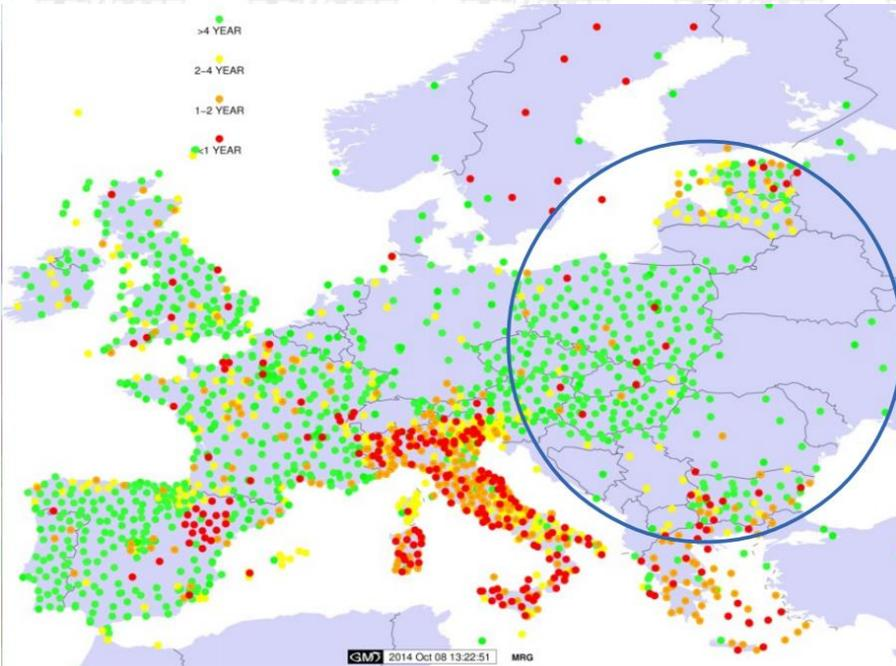 >4 YEAR
2–4 YEAR
1–2 YEAR
<1 YEAR
GMD 2014 Oct 08 13:22:51 MRG